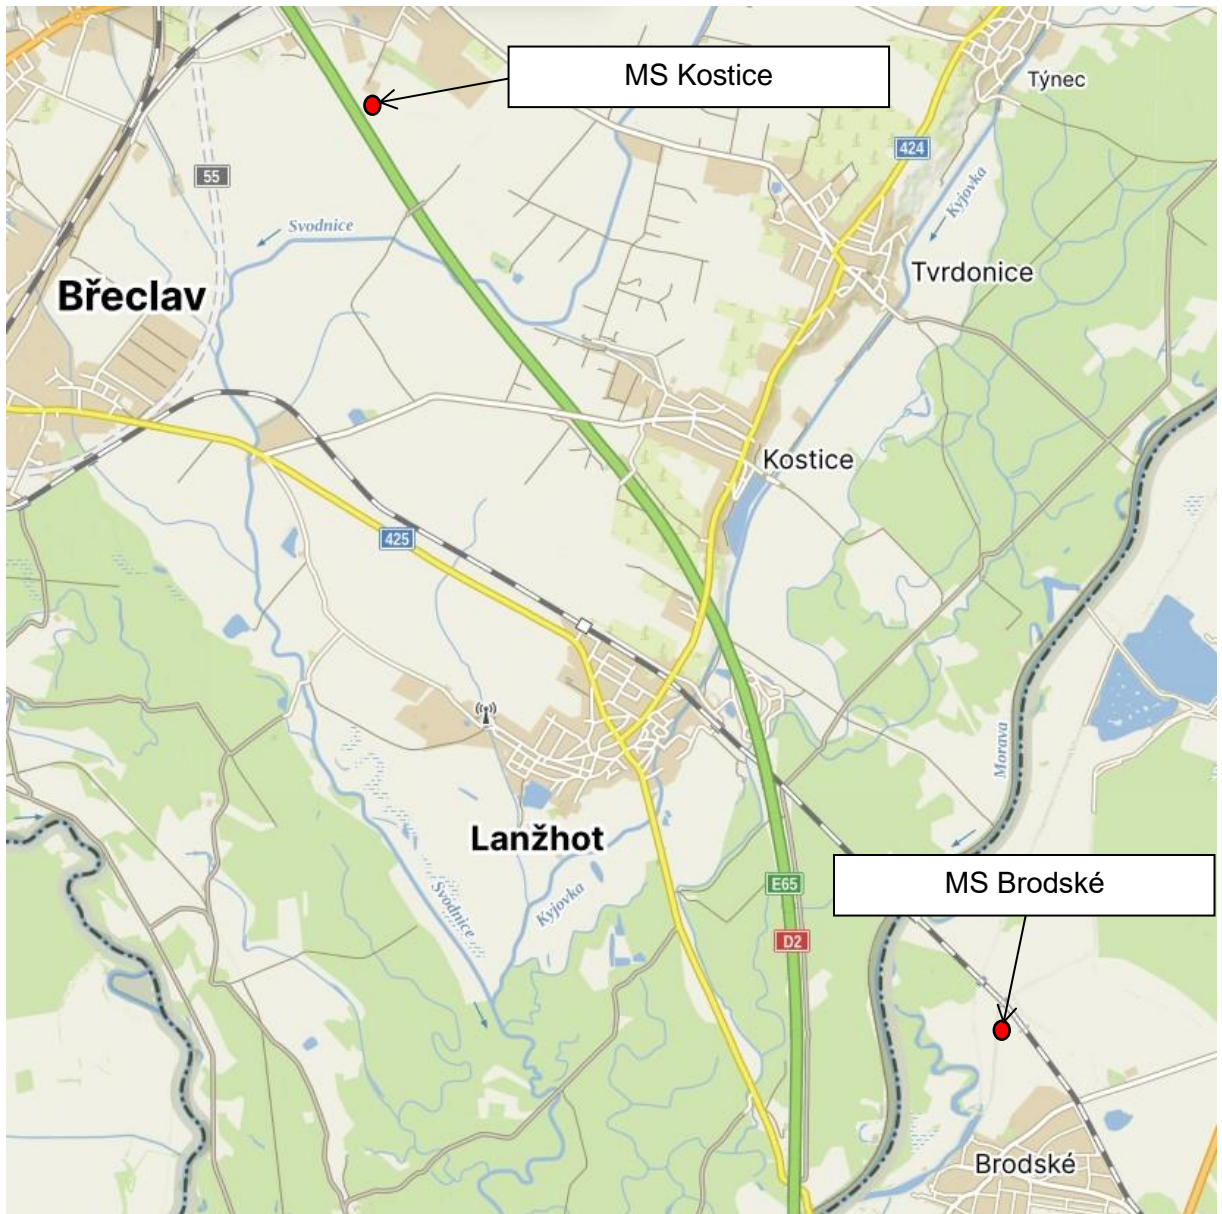 MS Kostice
Týnec
424
55
Kyjovka
Svodnice
Tvrdonice
Břeclav
Kostice
425
Morava
Lanžhot
E65
MS Brodské
Svodnice
Kyjovka
D2
Brodské